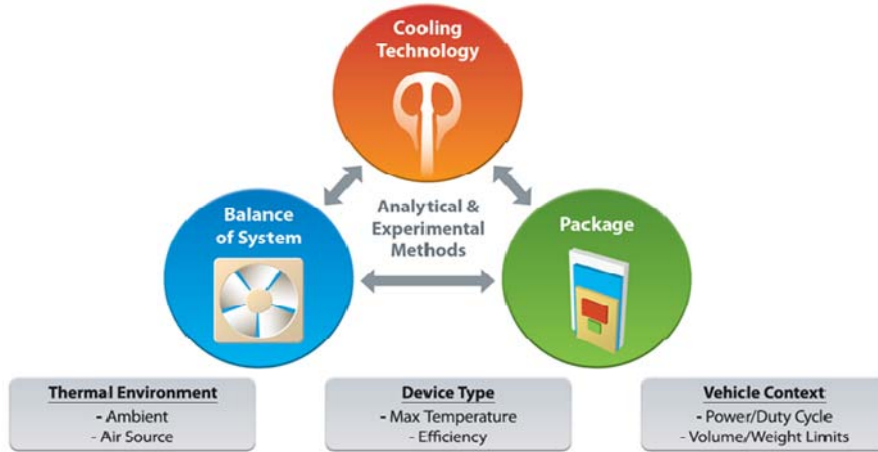 Cooling
Technology
Analytical &
Experimental
Methods
Balance
of System
Package
Thermal Environment
- Ambient
- Air Source
Device Type
- Max Temperature
- Efficiency
Vehicle Context
- Power/Duty Cycle
- Volume/Weight Limits